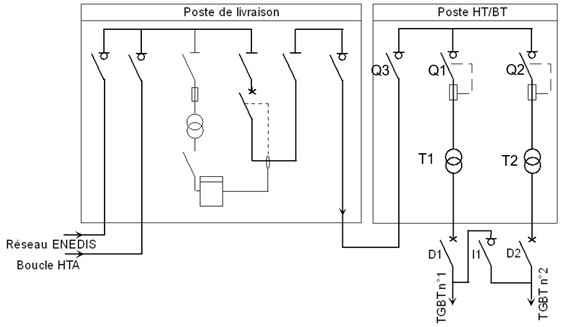 Poste de livraison
Poste HT/BT
Q3
Q1
Q2
T1
T2
Réseau ENEDIS
Boucle HTA
D1
I1
D2
TGBT n°1
TGBT n°2